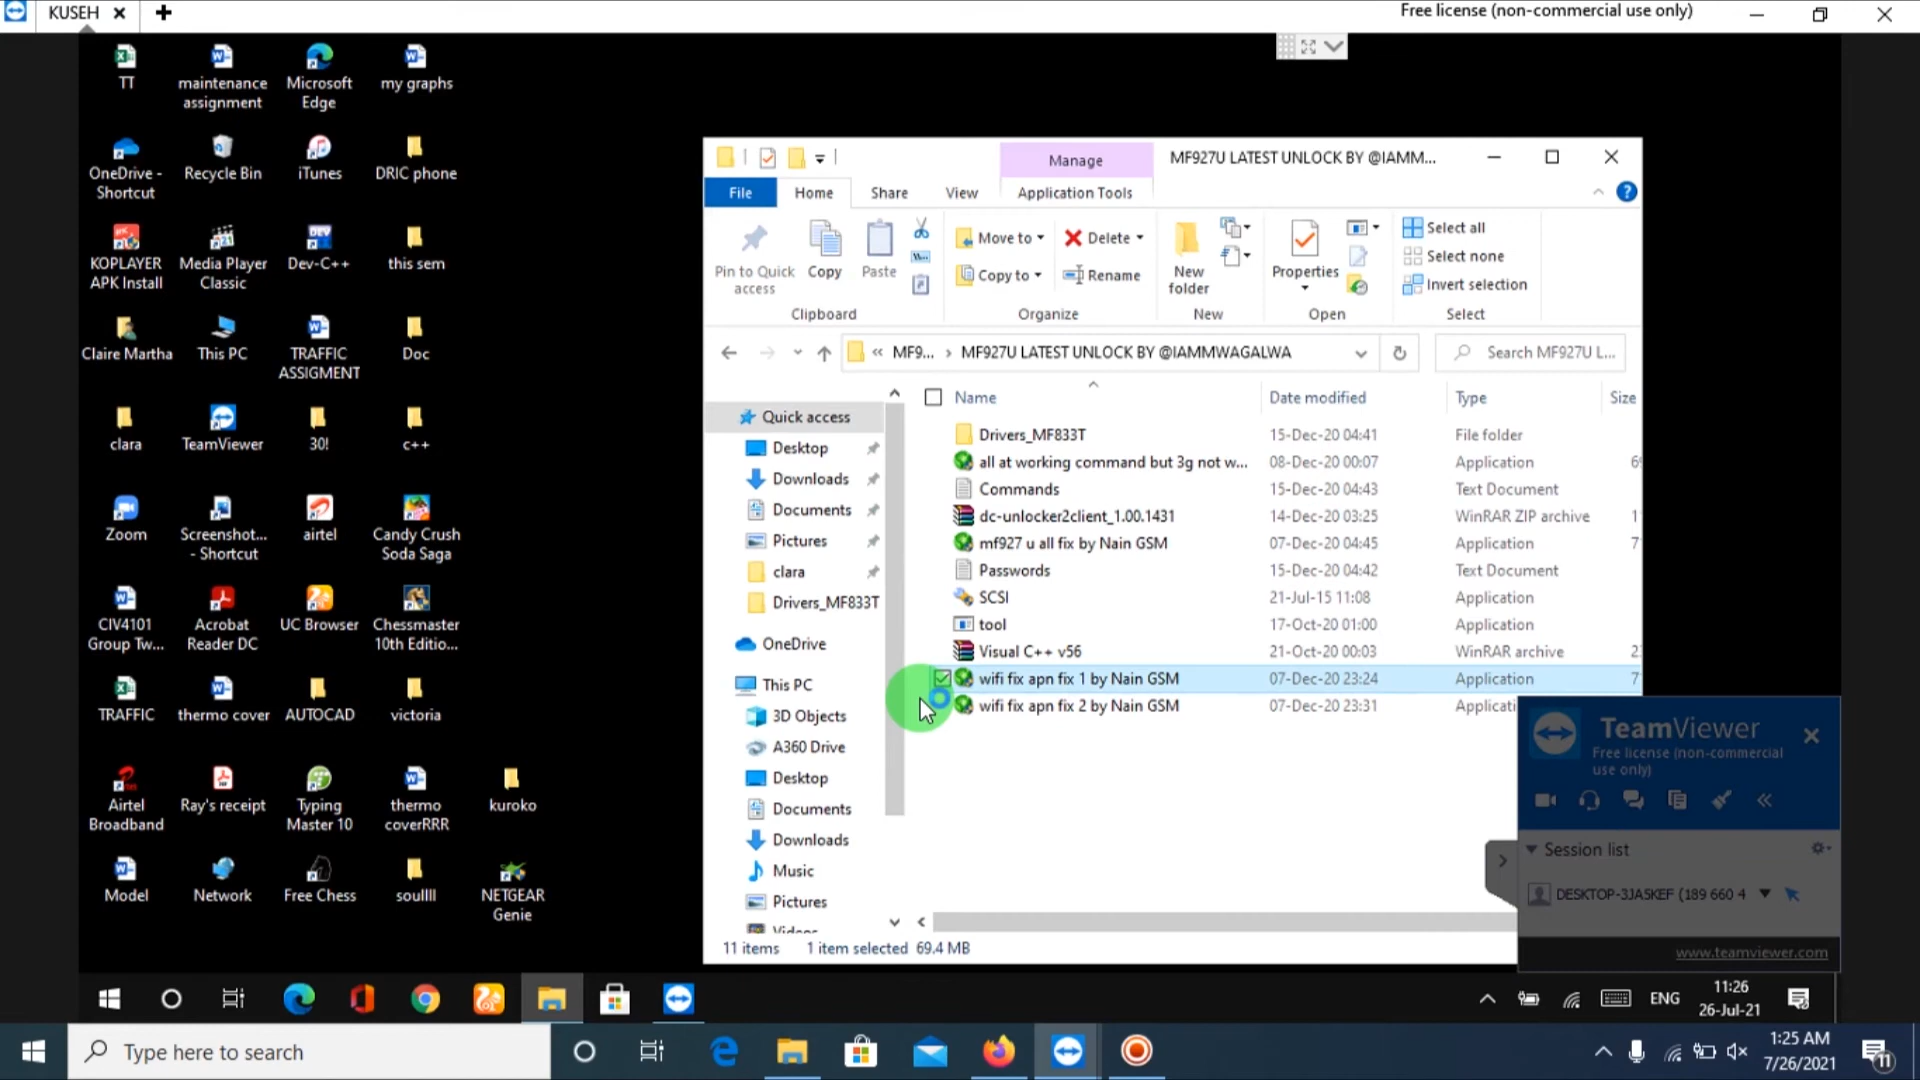 KUSEH
Free license (non-commercial use only)
TT
maintenance
assignment
Microsoft
Edge
my graphs
OneDrive -
Shortcut
Recycle Bin
iTunes
DRIC phone
KOPLAYER
APK Install
Media Player
Classic
Dev-C++
this sem
Claire Martha
This PC
TRAFFIC
ASSIGMENT
Doc
clara
TeamViewer
30!
c++
Zoom
Screenshot...
- Shortcut
airtel
Candy Crush
Soda Saga
CIV4101
Group Tw...
Acrobat
Reader DC
UC Browser
Chessmaster
10th Editio...
TRAFFIC
thermo cover
AUTOCAD
victoria
Airtel
Broadband
Ray's receipt
Typing
Master 10
thermo
coverRRR
kuroko
Model
Network
Free Chess
soullll
NETGEAR
Genie
Manage
MF927U LATEST UNLOCK BY @IAMM...
File
Home
Share
View
Application Tools
Pin to Quick
access
Copy
Paste
Move to
Copy to
Delete
Rename
New
folder
Properties
Select all
Select none
Invert selection
Clipboard
Organize
New
Open
Select
« MF9... › MF927U LATEST UNLOCK BY @IAMMWAGALWA
Search MF927U L...
Quick access
Desktop
Downloads
Documents
Pictures
clara
Drivers_MF833T
OneDrive
This PC
3D Objects
A360 Drive
Desktop
Documents
Downloads
Music
Pictures
Name Date modified Type Size
Drivers_MF833T 15-Dec-20 04:41 File folder
all at working command but 3g not w... 08-Dec-20 00:07 Application
Commands 15-Dec-20 04:43 Text Document
dc-unlocker2client_1.00.1431 14-Dec-20 03:25 WinRAR ZIP archive
mf927 u all fix by Nain GSM 07-Dec-20 04:45 Application
Passwords 15-Dec-20 04:42 Text Document
SCSI 21-Jul-15 11:08 Application
tool 17-Oct-20 01:00 Application
Visual C++ v56 21-Oct-20 00:03 WinRAR archive
wifi fix apn fix 1 by Nain GSM 07-Dec-20 23:24 Application
wifi fix apn fix 2 by Nain GSM 07-Dec-20 23:31 Applicati
11 items 1 item selected 69.4 MB
TeamViewer
Free license (non-commercial
use only)
Session list
DESKTOP-3JA5KEF (189 660 4
www.teamviewer.com
ENG
11:26
26-Jul-21
Type here to search
1:25 AM
7/26/2021
11